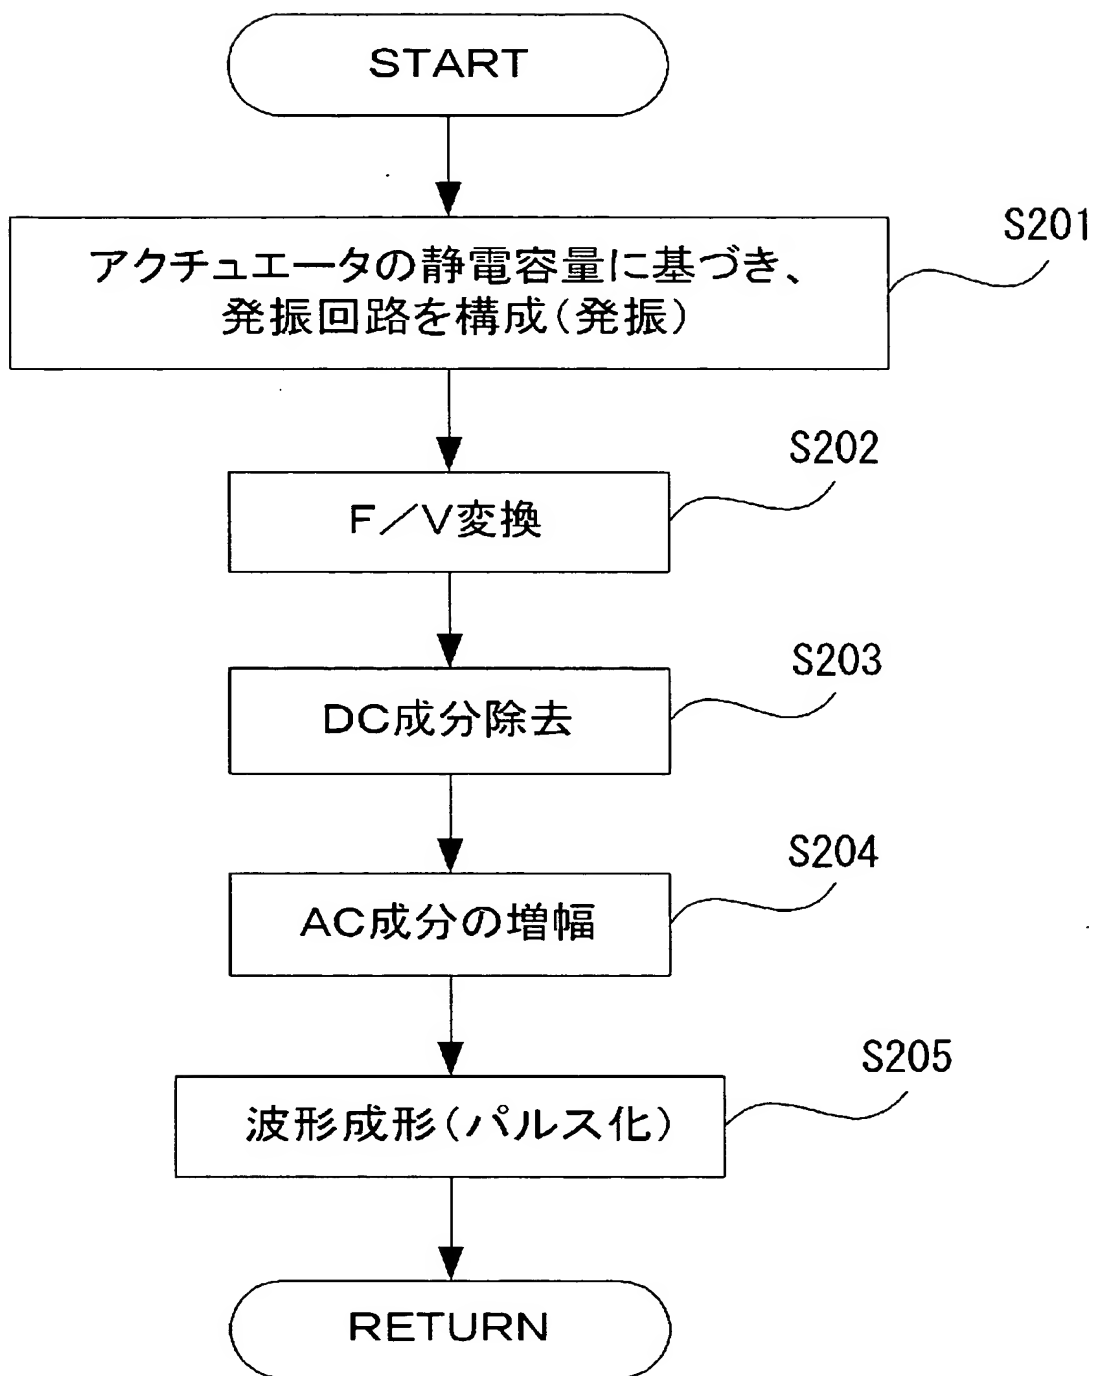 START
S201
アクチュエータの静電容量に基づき、
発振回路を構成(発振)
S202
F/V変換
S203
DC成分除去
S204
AC成分の増幅
S205
波形成形(パルス化)
RETURN